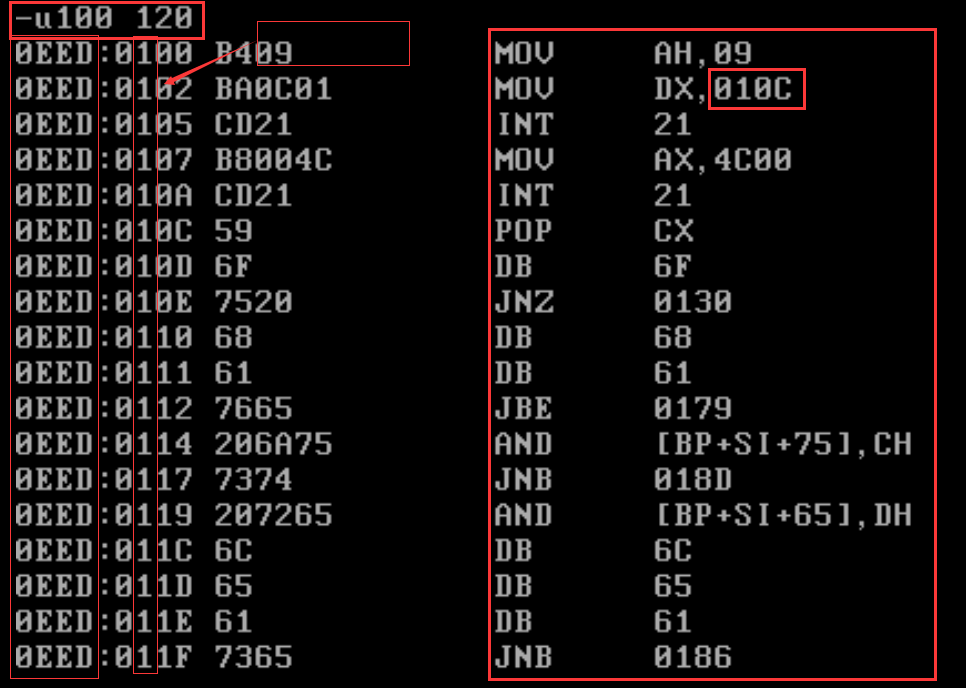 -u100 120
0EED:0100 B409 MOV AH,09
0EED:0102 BA0C01 MOV DX,010C
0EED:0105 CD21 INT 21
0EED:0107 B8004C MOV AX,4C00
0EED:010A CD21 INT 21
0EED:010C 59 POP CX
0EED:010D 6F DB 6F
0EED:010E 7520 JNZ 0130
0EED:0110 68 DB 68
0EED:0111 61 DB 61
0EED:0112 7665 JBE 0179
0EED:0114 206A75 AND [BP+SI+75],CH
0EED:0117 7374 JNB 018D
0EED:0119 207265 AND [BP+SI+65],DH
0EED:011C 6C DB 6C
0EED:011D 65 DB 65
0EED:011E 61 DB 61
0EED:011F 7365 JNB 0186